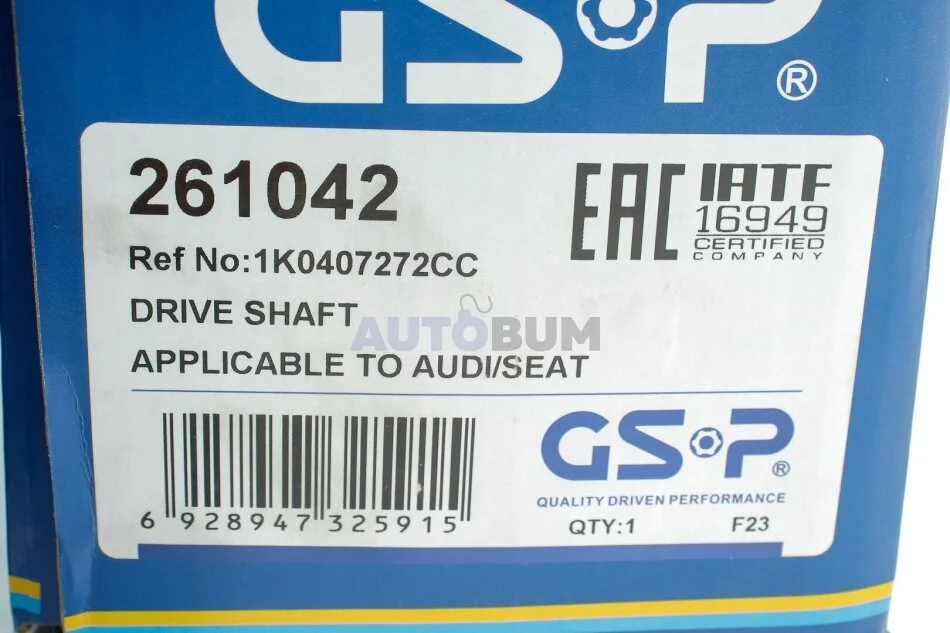 GSP®
261042
EAC
IATF
16949
CERTIFIED
COMPANY
Ref No:1K0407272CC
DRIVE SHAFT
AUTOBUM
APPLICABLE TO AUDI/SEAT
GSP®
QUALITY DRIVEN PERFORMANCE
6 928947 325915
QTY:1 F23